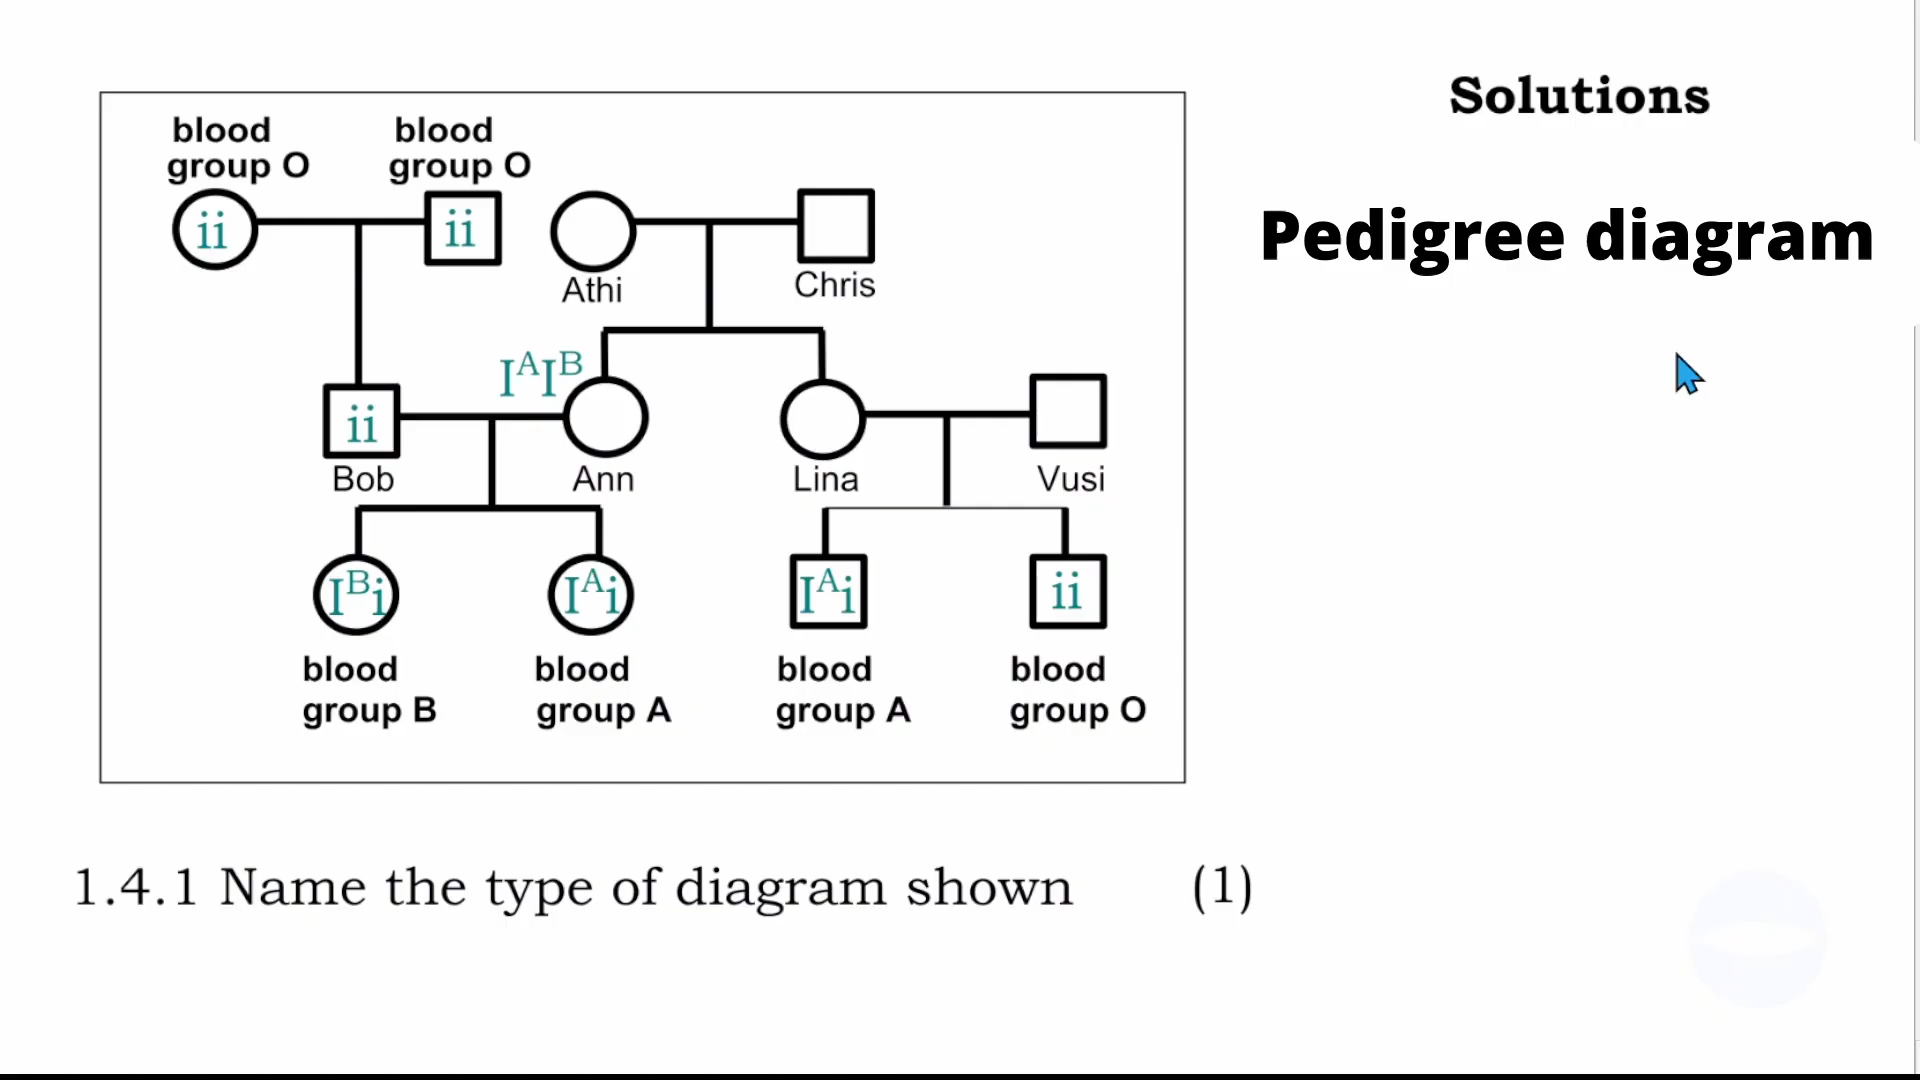 Solutions
Pedigree diagram
blood group O
blood group O
ii
ii
Athi
Chris
IᴬIᴮ
ii
Bob
Ann
Lina
Vusi
Iᴮi
Iᴬi
Iᴬi
ii
blood group B
blood group A
blood group A
blood group O
1.4.1 Name the type of diagram shown (1)